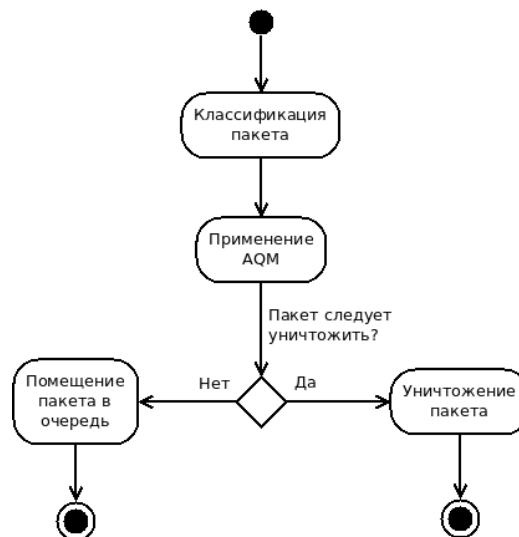 Классификация
пакета
Применение
AQM
Пакет следует
уничтожить?
Нет
Да
Помещение
пакета в
очередь
Уничтожение
пакета